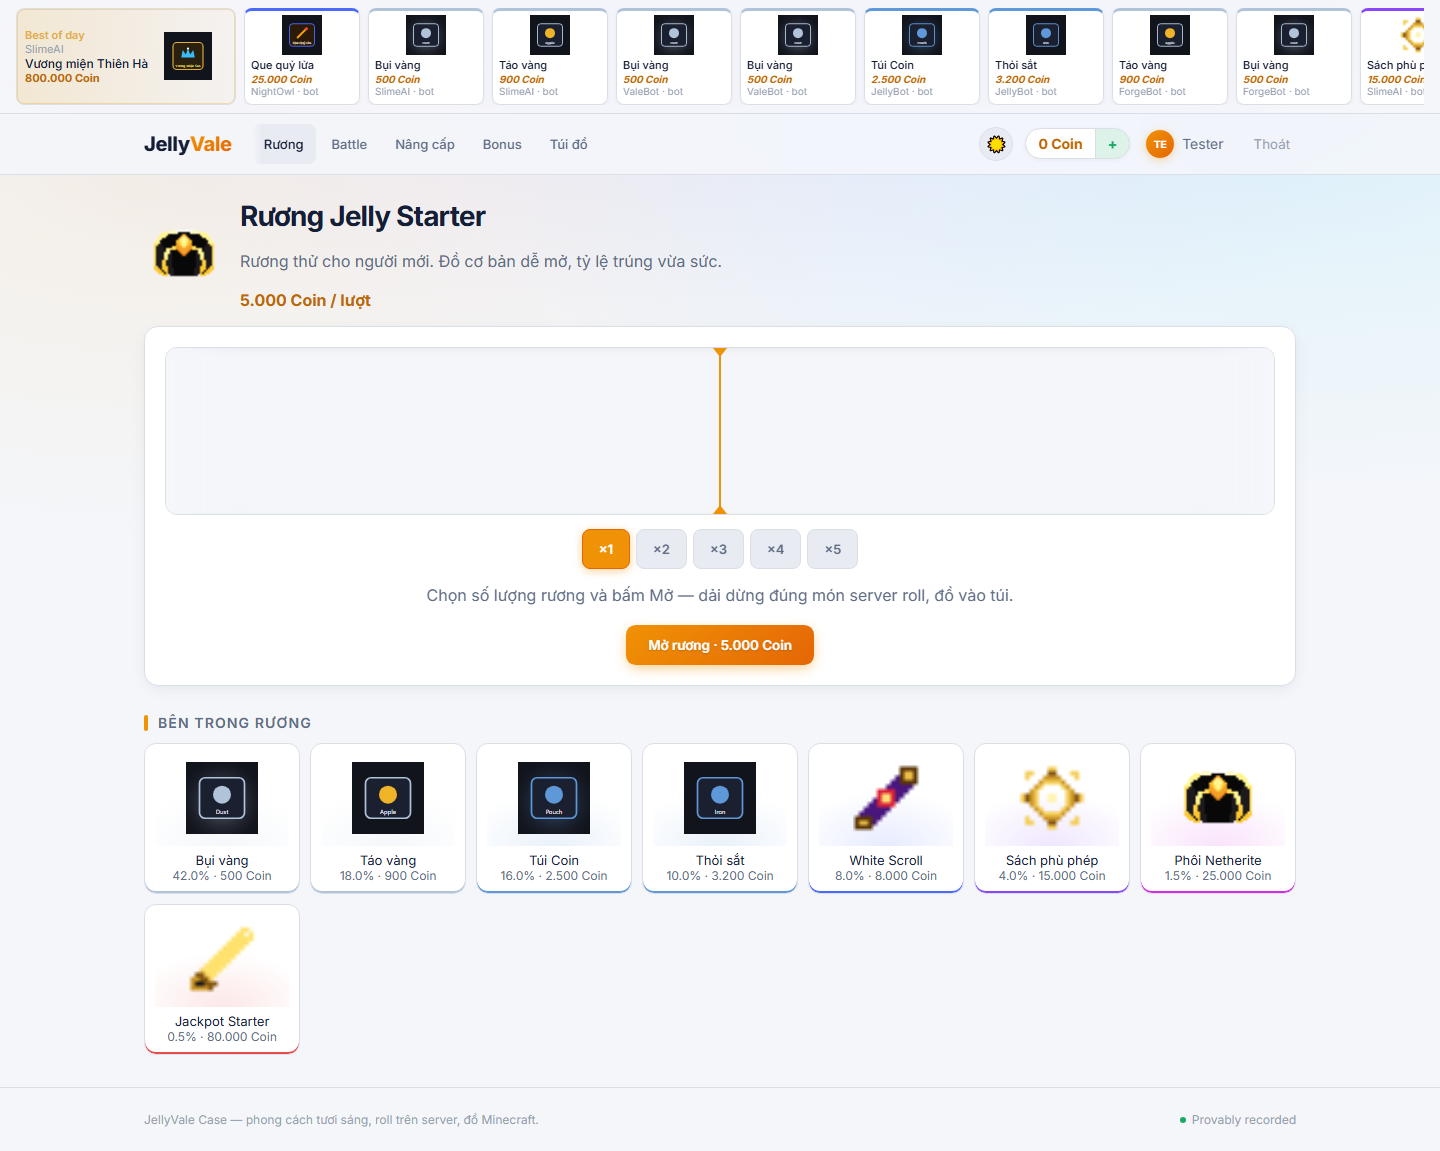 Best of day
SlimeAI
Vương miện Thiên Hà
800.000 Coin
Que quỷ lửa
25.000 Coin
NightOwl · bot
Bụi vàng
500 Coin
SlimeAI · bot
Táo vàng
900 Coin
SlimeAI · bot
Bụi vàng
500 Coin
ValeBot · bot
Bụi vàng
500 Coin
ValeBot · bot
Túi Coin
2.500 Coin
JellyBot · bot
Thỏi sắt
3.200 Coin
JellyBot · bot
Táo vàng
900 Coin
ForgeBot · bot
Bụi vàng
500 Coin
ForgeBot · bot
Sách phù p
15.000 Coin
SlimeAI · bot
JellyVale
Rương
Battle
Nâng cấp
Bonus
Túi đồ
0 Coin
+
TE
Tester
Thoát
Rương Jelly Starter
Rương thử cho người mới. Đồ cơ bản dễ mở, tỷ lệ trúng vừa sức.
5.000 Coin / lượt
×1
×2
×3
×4
×5
Chọn số lượng rương và bấm Mở — dải dừng đúng món server roll, đồ vào túi.
Mở rương · 5.000 Coin
BÊN TRONG RƯƠNG
Dust
Bụi vàng
42.0% · 500 Coin
Apple
Táo vàng
18.0% · 900 Coin
Pouch
Túi Coin
16.0% · 2.500 Coin
Iron
Thỏi sắt
10.0% · 3.200 Coin
White Scroll
8.0% · 8.000 Coin
Sách phù phép
4.0% · 15.000 Coin
Phôi Netherite
1.5% · 25.000 Coin
Jackpot Starter
0.5% · 80.000 Coin
JellyVale Case — phong cách tươi sáng, roll trên server, đồ Minecraft.
Provably recorded